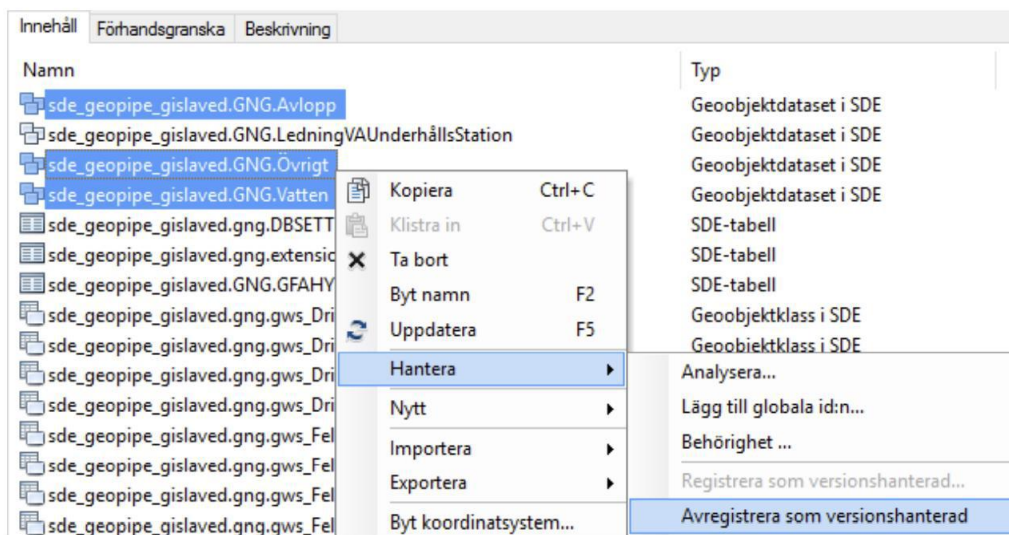 Innehåll Förhandsgranska Beskrivning
Namn Typ
sde_geopipe_gislaved.GNG.Avlopp Geoobjektdataset i SDE
sde_geopipe_gislaved.GNG.LedningVAUnderhållsStation Geoobjektdataset i SDE
sde_geopipe_gislaved.GNG.Övrigt Geoobjektdataset i SDE
sde_geopipe_gislaved.GNG.Vatten Geoobjektdataset i SDE
sde_geopipe_gislaved.gng.DBSETT SDE-tabell
sde_geopipe_gislaved.gng.extensio SDE-tabell
sde_geopipe_gislaved.GNG.GFAHY SDE-tabell
sde_geopipe_gislaved.gng.gws_Dri Geoobjektklass i SDE
sde_geopipe_gislaved.gng.gws_Dri Geoobjektklass i SDE
sde_geopipe_gislaved.gng.gws_Dri
sde_geopipe_gislaved.gng.gws_Dri
sde_geopipe_gislaved.gng.gws_Fel
sde_geopipe_gislaved.gng.gws_Fel
sde_geopipe_gislaved.gng.gws_Fel
sde_geopipe_gislaved.gng.gws_Fel
Kopiera Ctrl+C
Klistra in Ctrl+V
Ta bort
Byt namn F2
Uppdatera F5
Hantera
Nytt
Importera
Exportera
Byt koordinatsystem...
Analysera...
Lägg till globala id:n...
Behörighet ...
Registrera som versionshanterad...
Avregistrera som versionshanterad